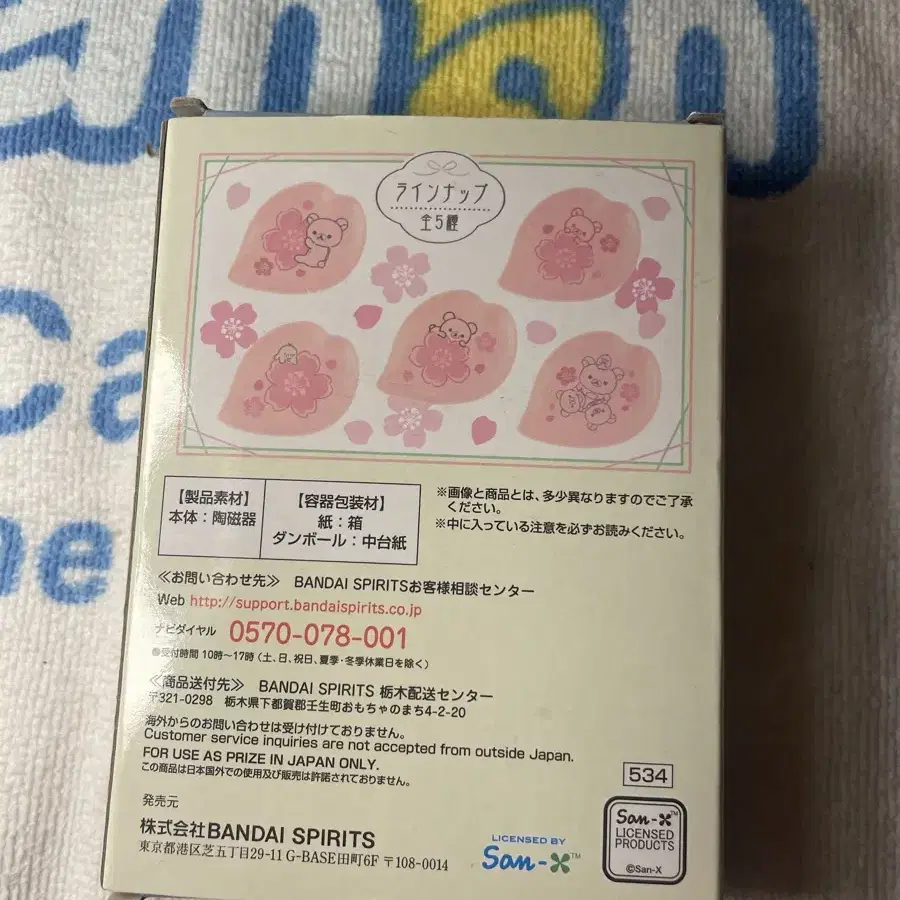 ラインナップ
全5種
【製品素材】
本体：陶磁器
【容器包装材】
紙：箱
ダンボール：中台紙
※画像と商品とは、多少異なりますのでご了承
ください。
※中に入っている注意を必ずお読みください。
≪お問い合わせ先≫ BANDAI SPIRITSお客様相談センター
Web http://support.bandaispirits.co.jp
ナビダイヤル 0570-078-001
●受付時間 10時〜17時（土、日、祝日、夏季・冬季休業日を除く）
≪商品送付先≫ BANDAI SPIRITS 栃木配送センター
〒321-0298 栃木県下都賀郡壬生町おもちゃのまち4-2-20
海外からのお問い合わせは受け付けておりません。
Customer service inquiries are not accepted from outside Japan.
FOR USE AS PRIZE IN JAPAN ONLY.
この商品は日本国外での使用及び販売は許諾されておりません。
534
発売元
株式会社BANDAI SPIRITS
東京都港区芝五丁目29-11 G-BASE田町6F 〒108-0014
LICENSED BY
San-X™
San-X™
LICENSED
PRODUCTS
©San-X